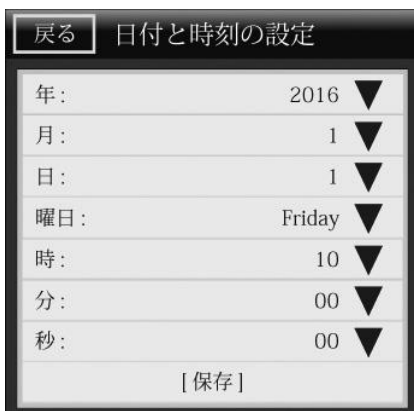 戻る 日付と時刻の設定
年 : 2016 ▼
月 : 1 ▼
日 : 1 ▼
曜日 : Friday ▼
時 : 10 ▼
分 : 00 ▼
秒 : 00 ▼
[ 保存 ]